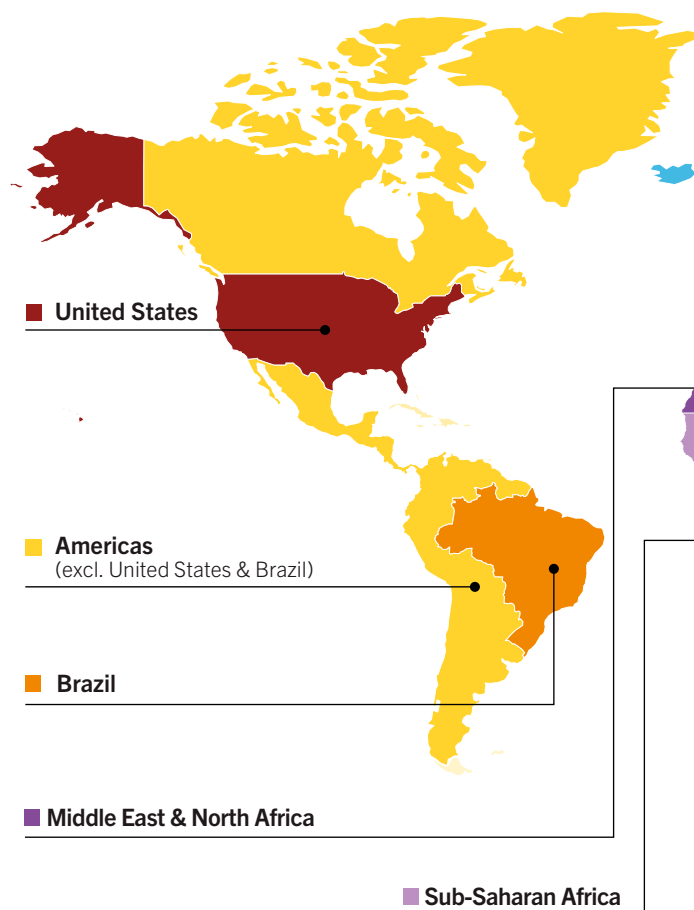 United States
Americas
(excl. United States & Brazil)
Brazil
Middle East & North Africa
Sub-Saharan Africa